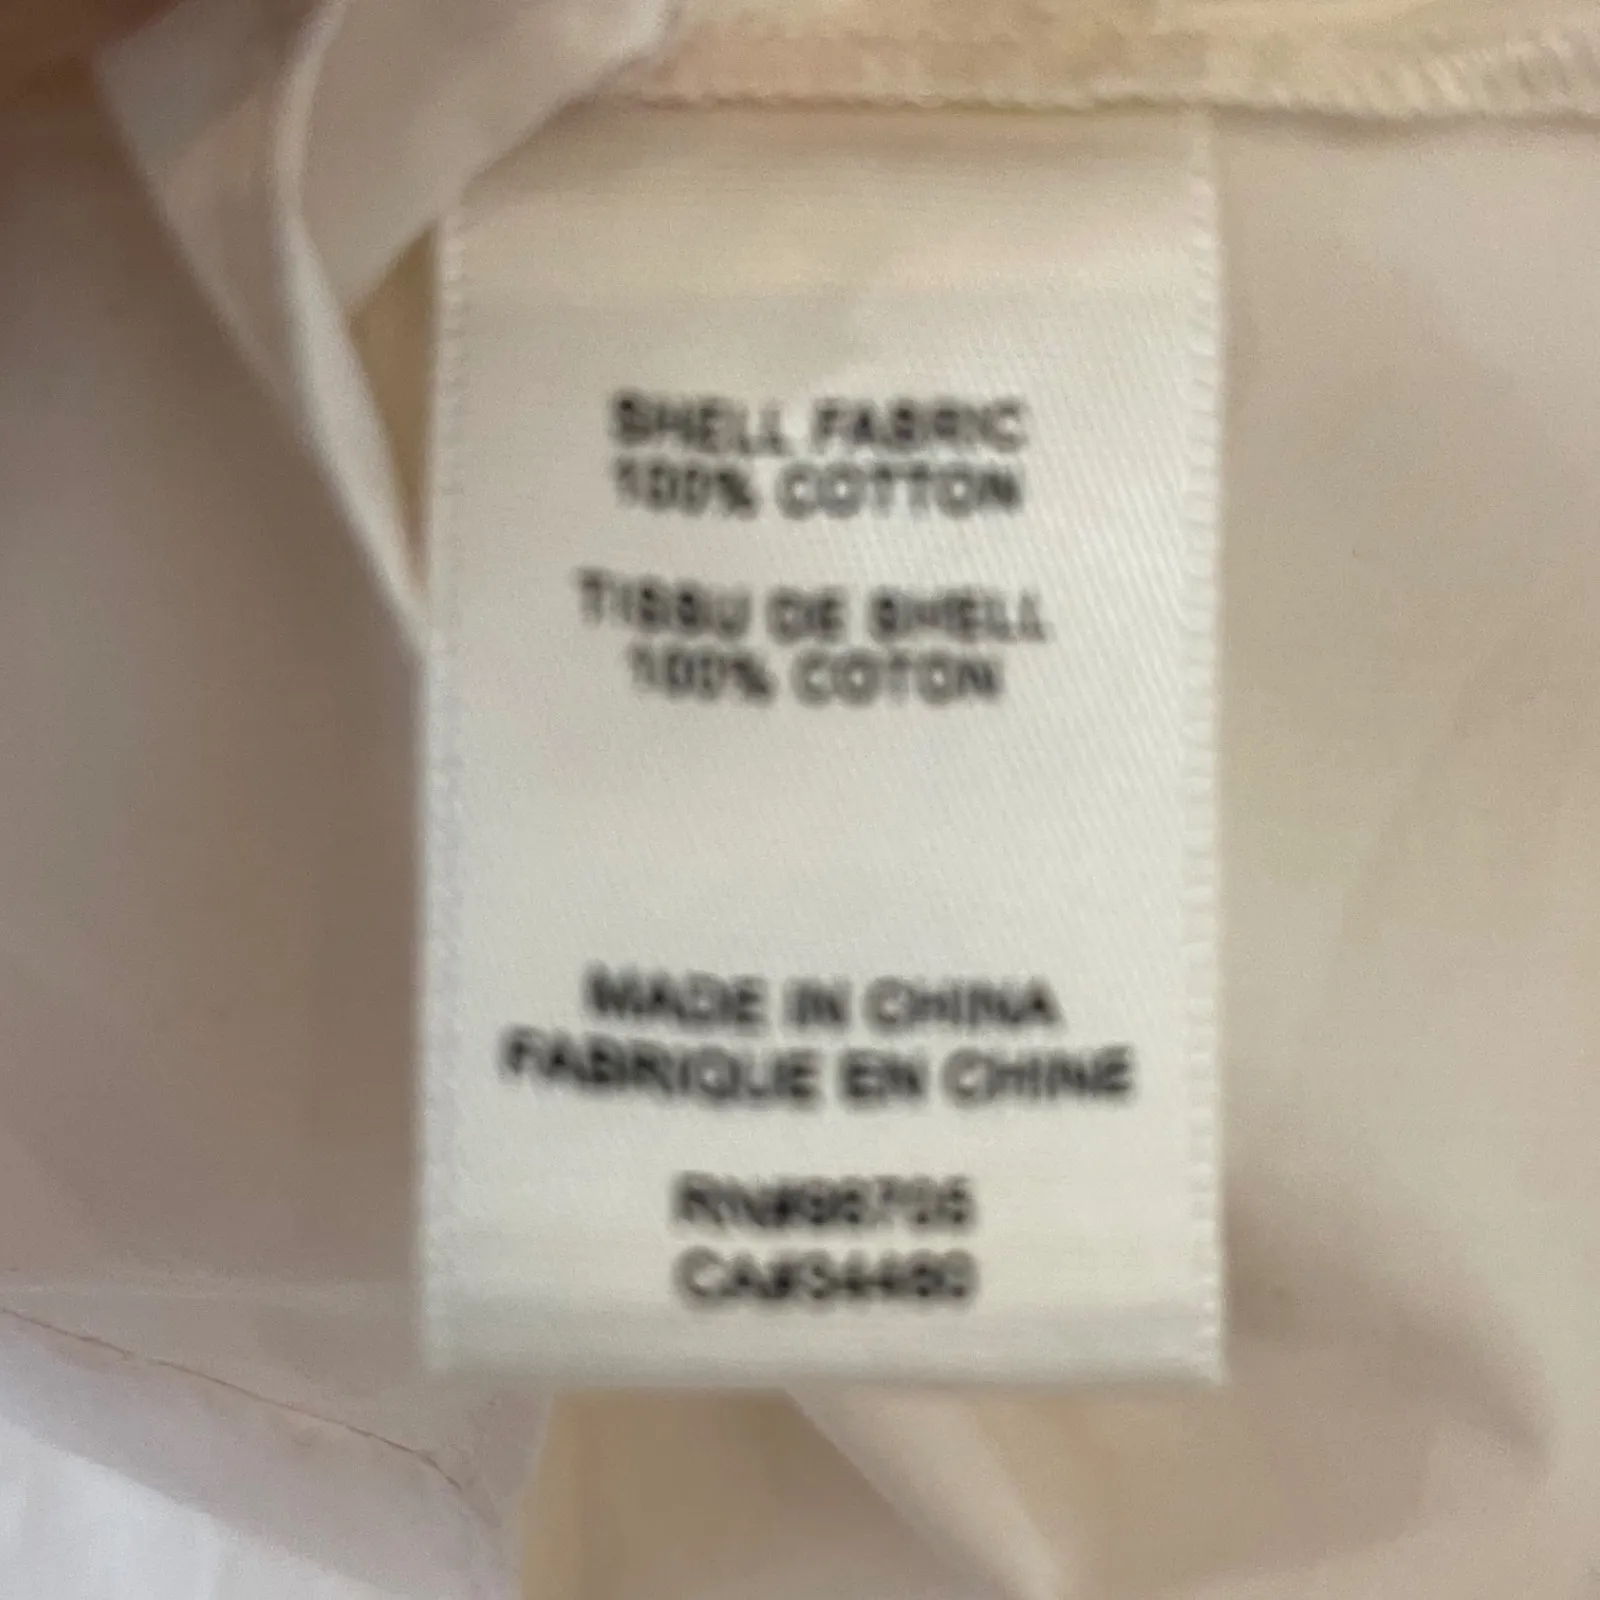 SHELL FABRIC
100% COTTON
TISSU DE SHELL
100% COTON
MADE IN CHINA
FABRIQUE EN CHINE